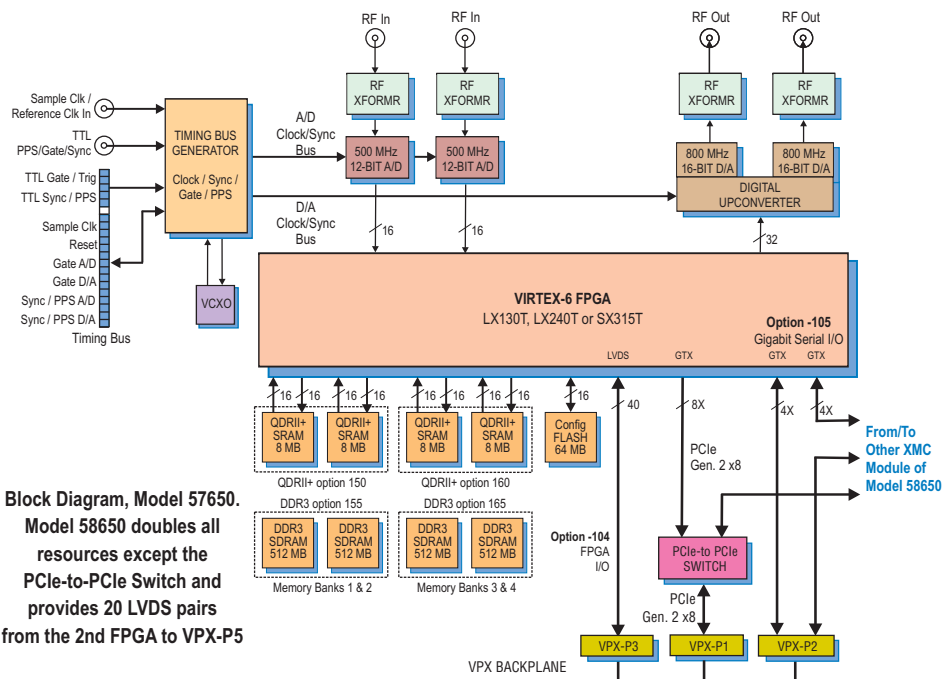 RF In
RF In
RF Out
RF Out
Sample Clk /
Reference Clk In
TTL
PPS/Gate/Sync
TTL Gate / Trig
TTL Sync / PPS
Sample Clk
Reset
Gate A/D
Gate D/A
Sync / PPS A/D
Sync / PPS D/A
Timing Bus
TIMING BUS
GENERATOR
Clock / Sync /
Gate / PPS
VCXO
A/D
Clock/Sync
Bus
D/A
Clock/Sync
Bus
RF
XFORMR
RF
XFORMR
500 MHz
12-BIT A/D
500 MHz
12-BIT A/D
16
16
RF
XFORMR
RF
XFORMR
800 MHz
16-BIT D/A
800 MHz
16-BIT D/A
DIGITAL
UPCONVERTER
32
VIRTEX-6 FPGA
LX130T, LX240T or SX315T
Option -105
Gigabit Serial I/O
LVDS
GTX
GTX
GTX
16
16
16
16
16
16
16
16
16
40
8X
4X
4X
QDRII+
SRAM
8 MB
QDRII+
SRAM
8 MB
QDRII+
SRAM
8 MB
QDRII+
SRAM
8 MB
Config
FLASH
64 MB
QDRII+ option 150
QDRII+ option 160
DDR3 option 155
DDR3 option 165
DDR3
SDRAM
512 MB
DDR3
SDRAM
512 MB
DDR3
SDRAM
512 MB
DDR3
SDRAM
512 MB
Memory Banks 1 & 2
Memory Banks 3 & 4
Option -104
FPGA
I/O
PCIe
Gen. 2 x8
PCIe-to PCIe
SWITCH
PCIe
Gen. 2 x8
From/To
Other XMC
Module of
Model 58650
VPX-P3
VPX-P1
VPX-P2
VPX BACKPLANE
Block Diagram, Model 57650.
Model 58650 doubles all
resources except the
PCIe-to-PCIe Switch and
provides 20 LVDS pairs
from the 2nd FPGA to VPX-P5